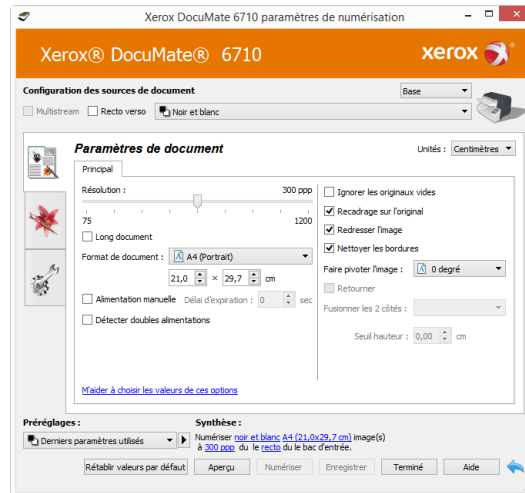 Xerox DocuMate 6710 paramètres de numérisation
Xerox® DocuMate® 6710
xerox
Configuration des sources de document
Base
Multistream
Recto verso
Noir et blanc
Paramètres de document
Unités :
Centimètres
Principal
Résolution :
300 ppp
75
1200
Long document
Format de document :
A4 (Portrait)
21,0 × 29,7 cm
Alimentation manuelle
Délai d'expiration : 0 sec
Détecter doubles alimentations
Ignorer les originaux vides
Recadrage sur l'original
Redresser l'image
Nettoyer les bordures
Faire pivoter l'image :
0 degré
Retourner
Fusionner les 2 côtés :
Seuil hauteur : 0,00 cm
M'aider à choisir les valeurs de ces options
Préréglages :
Derniers paramètres utilisés
Synthèse :
Numériser noir et blanc A4 (21,0x29,7 cm) image(s)
à 300 ppp du le recto du le bac d'entrée.
Rétablir valeurs par défaut
Aperçu
Numériser
Enregistrer
Terminé
Aide